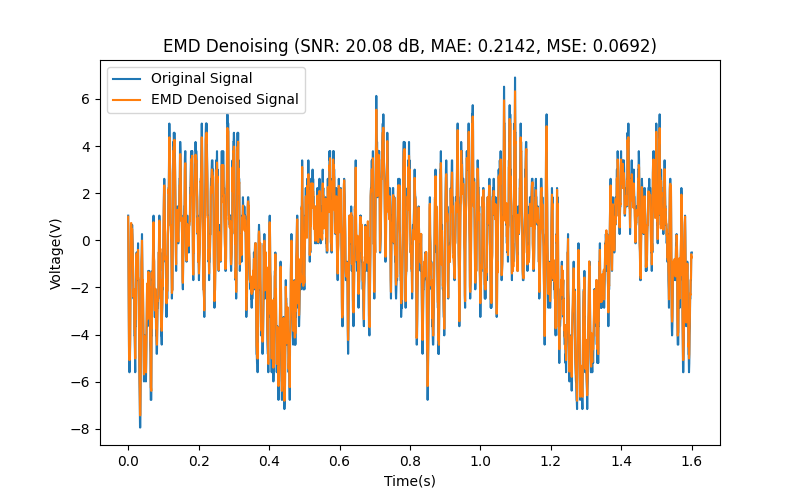 EMD Denoising (SNR: 20.08 dB, MAE: 0.2142, MSE: 0.0692)
Original Signal
EMD Denoised Signal
6
4
2
0
−2
−4
−6
−8
Voltage(V)
0.0 0.2 0.4 0.6 0.8 1.0 1.2 1.4 1.6
Time(s)